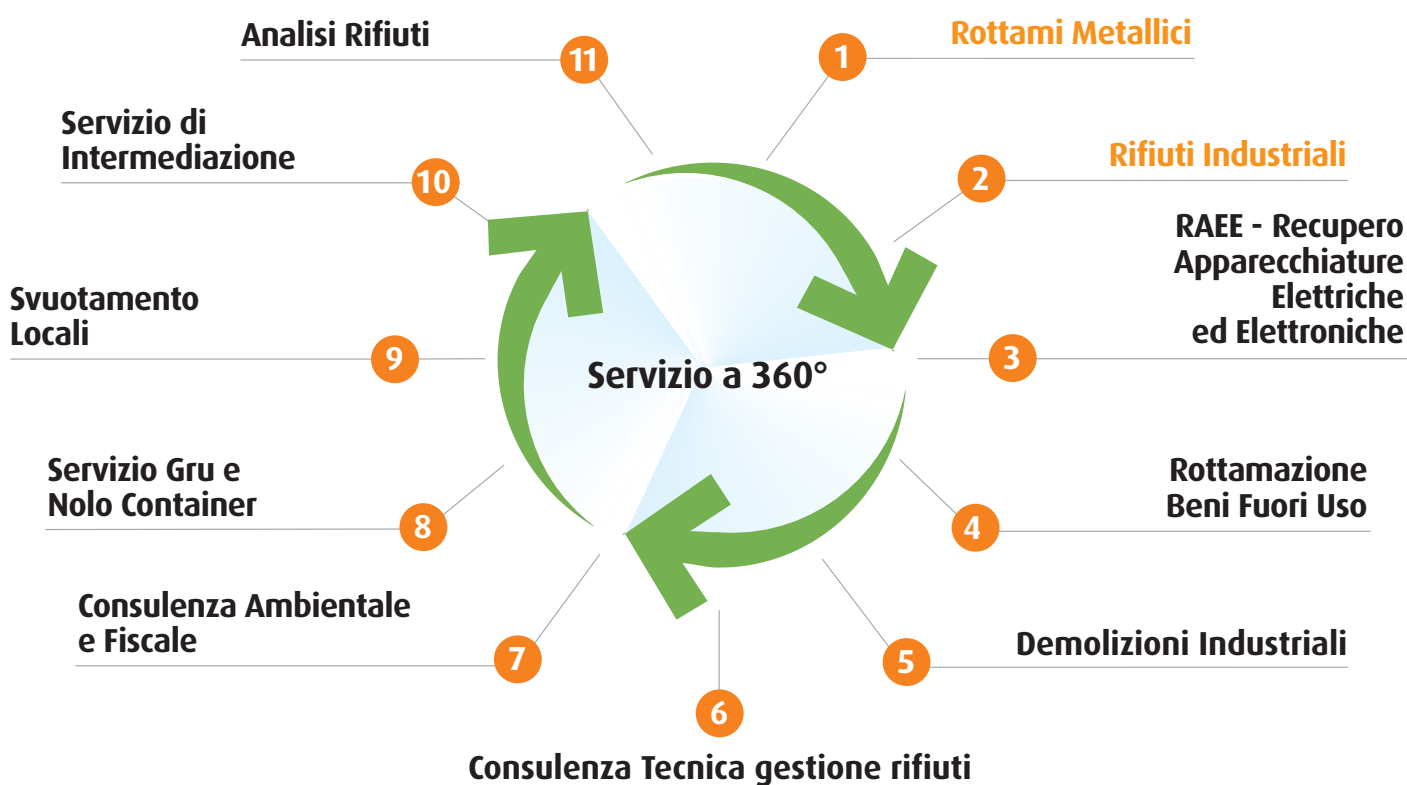 1
Rottami Metallici
2
Rifiuti Industriali
3
RAEE - Recupero
Apparecchiature
Elettriche
ed Elettroniche
4
Rottamazione
Beni Fuori Uso
5
Demolizioni Industriali
6
Consulenza Tecnica gestione rifiuti
7
Consulenza Ambientale
e Fiscale
8
Servizio Gru e
Nolo Container
9
Svuotamento
Locali
10
Servizio di
Intermediazione
11
Analisi Rifiuti
Servizio a 360°